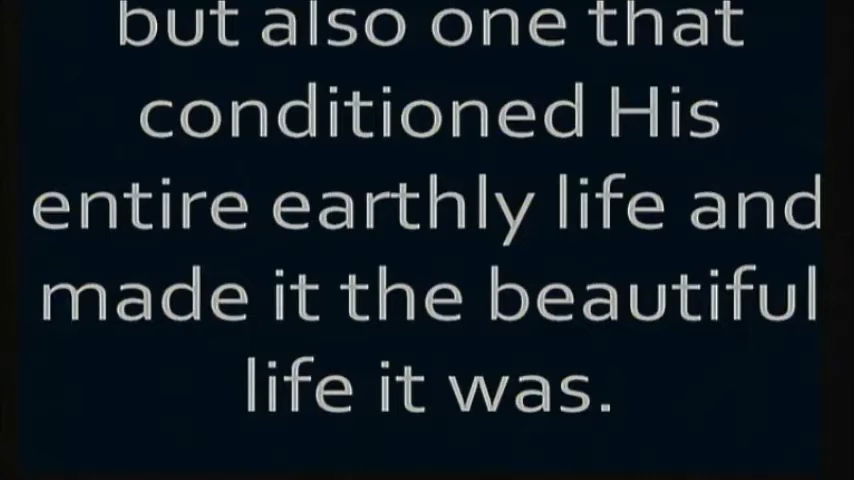 but also one that
conditioned His
entire earthly life and
made it the beautiful
life it was.